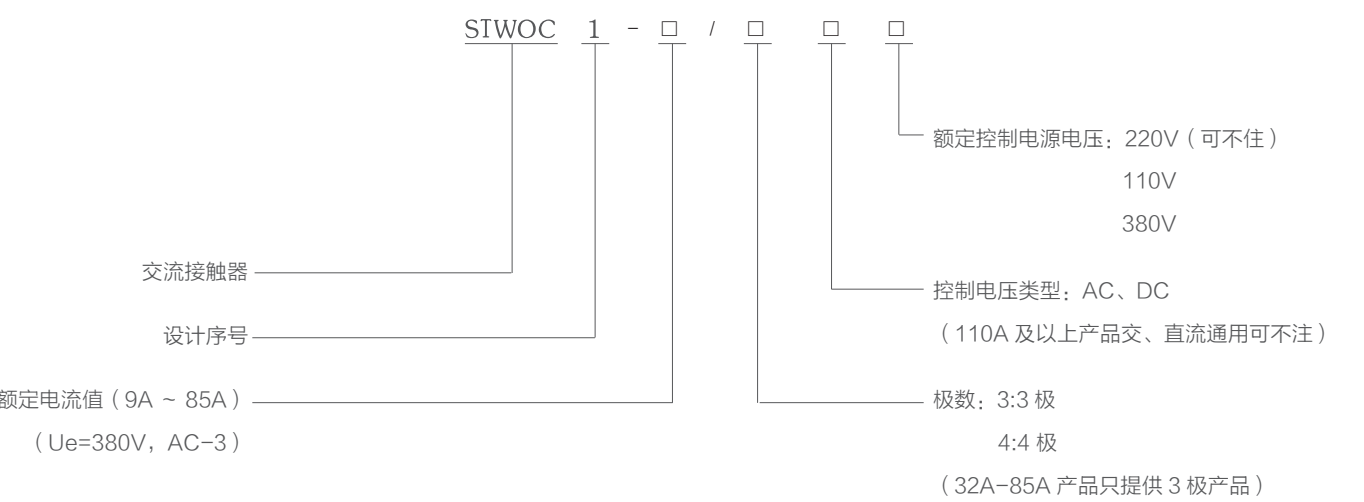 STWOC 1 - □ / □ □ □
额定控制电源电压：220V（可不住）
110V
380V
交流接触器
控制电压类型：AC、DC
设计序号
（110A 及以上产品交、直流通用可不注）
额定电流值（9A ~ 85A）
极数：3:3 极
（Ue=380V，AC-3）
4:4 极
（32A-85A 产品只提供 3 极产品）